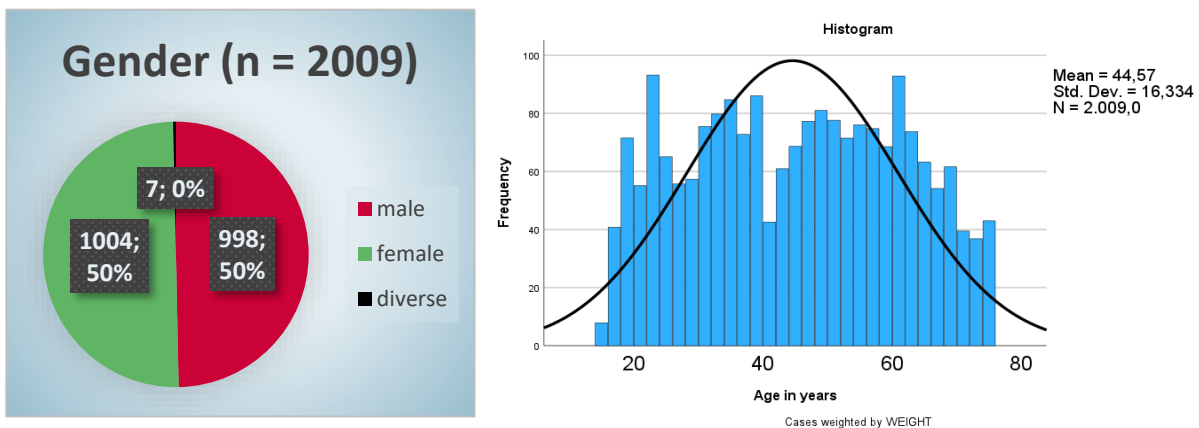 Gender (n = 2009)
7; 0%
1004;
50%
998;
50%
male
female
diverse
Histogram
Mean = 44,57
Std. Dev. = 16,334
N = 2.009,0
Frequency
100
80
60
40
20
0
20 40 60 80
Age in years
Cases weighted by WEIGHT